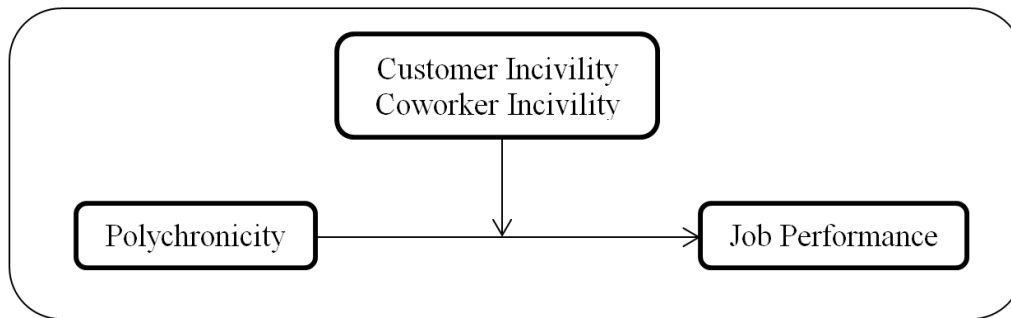 Customer Incivility
Coworker Incivility
Polychronicity
Job Performance